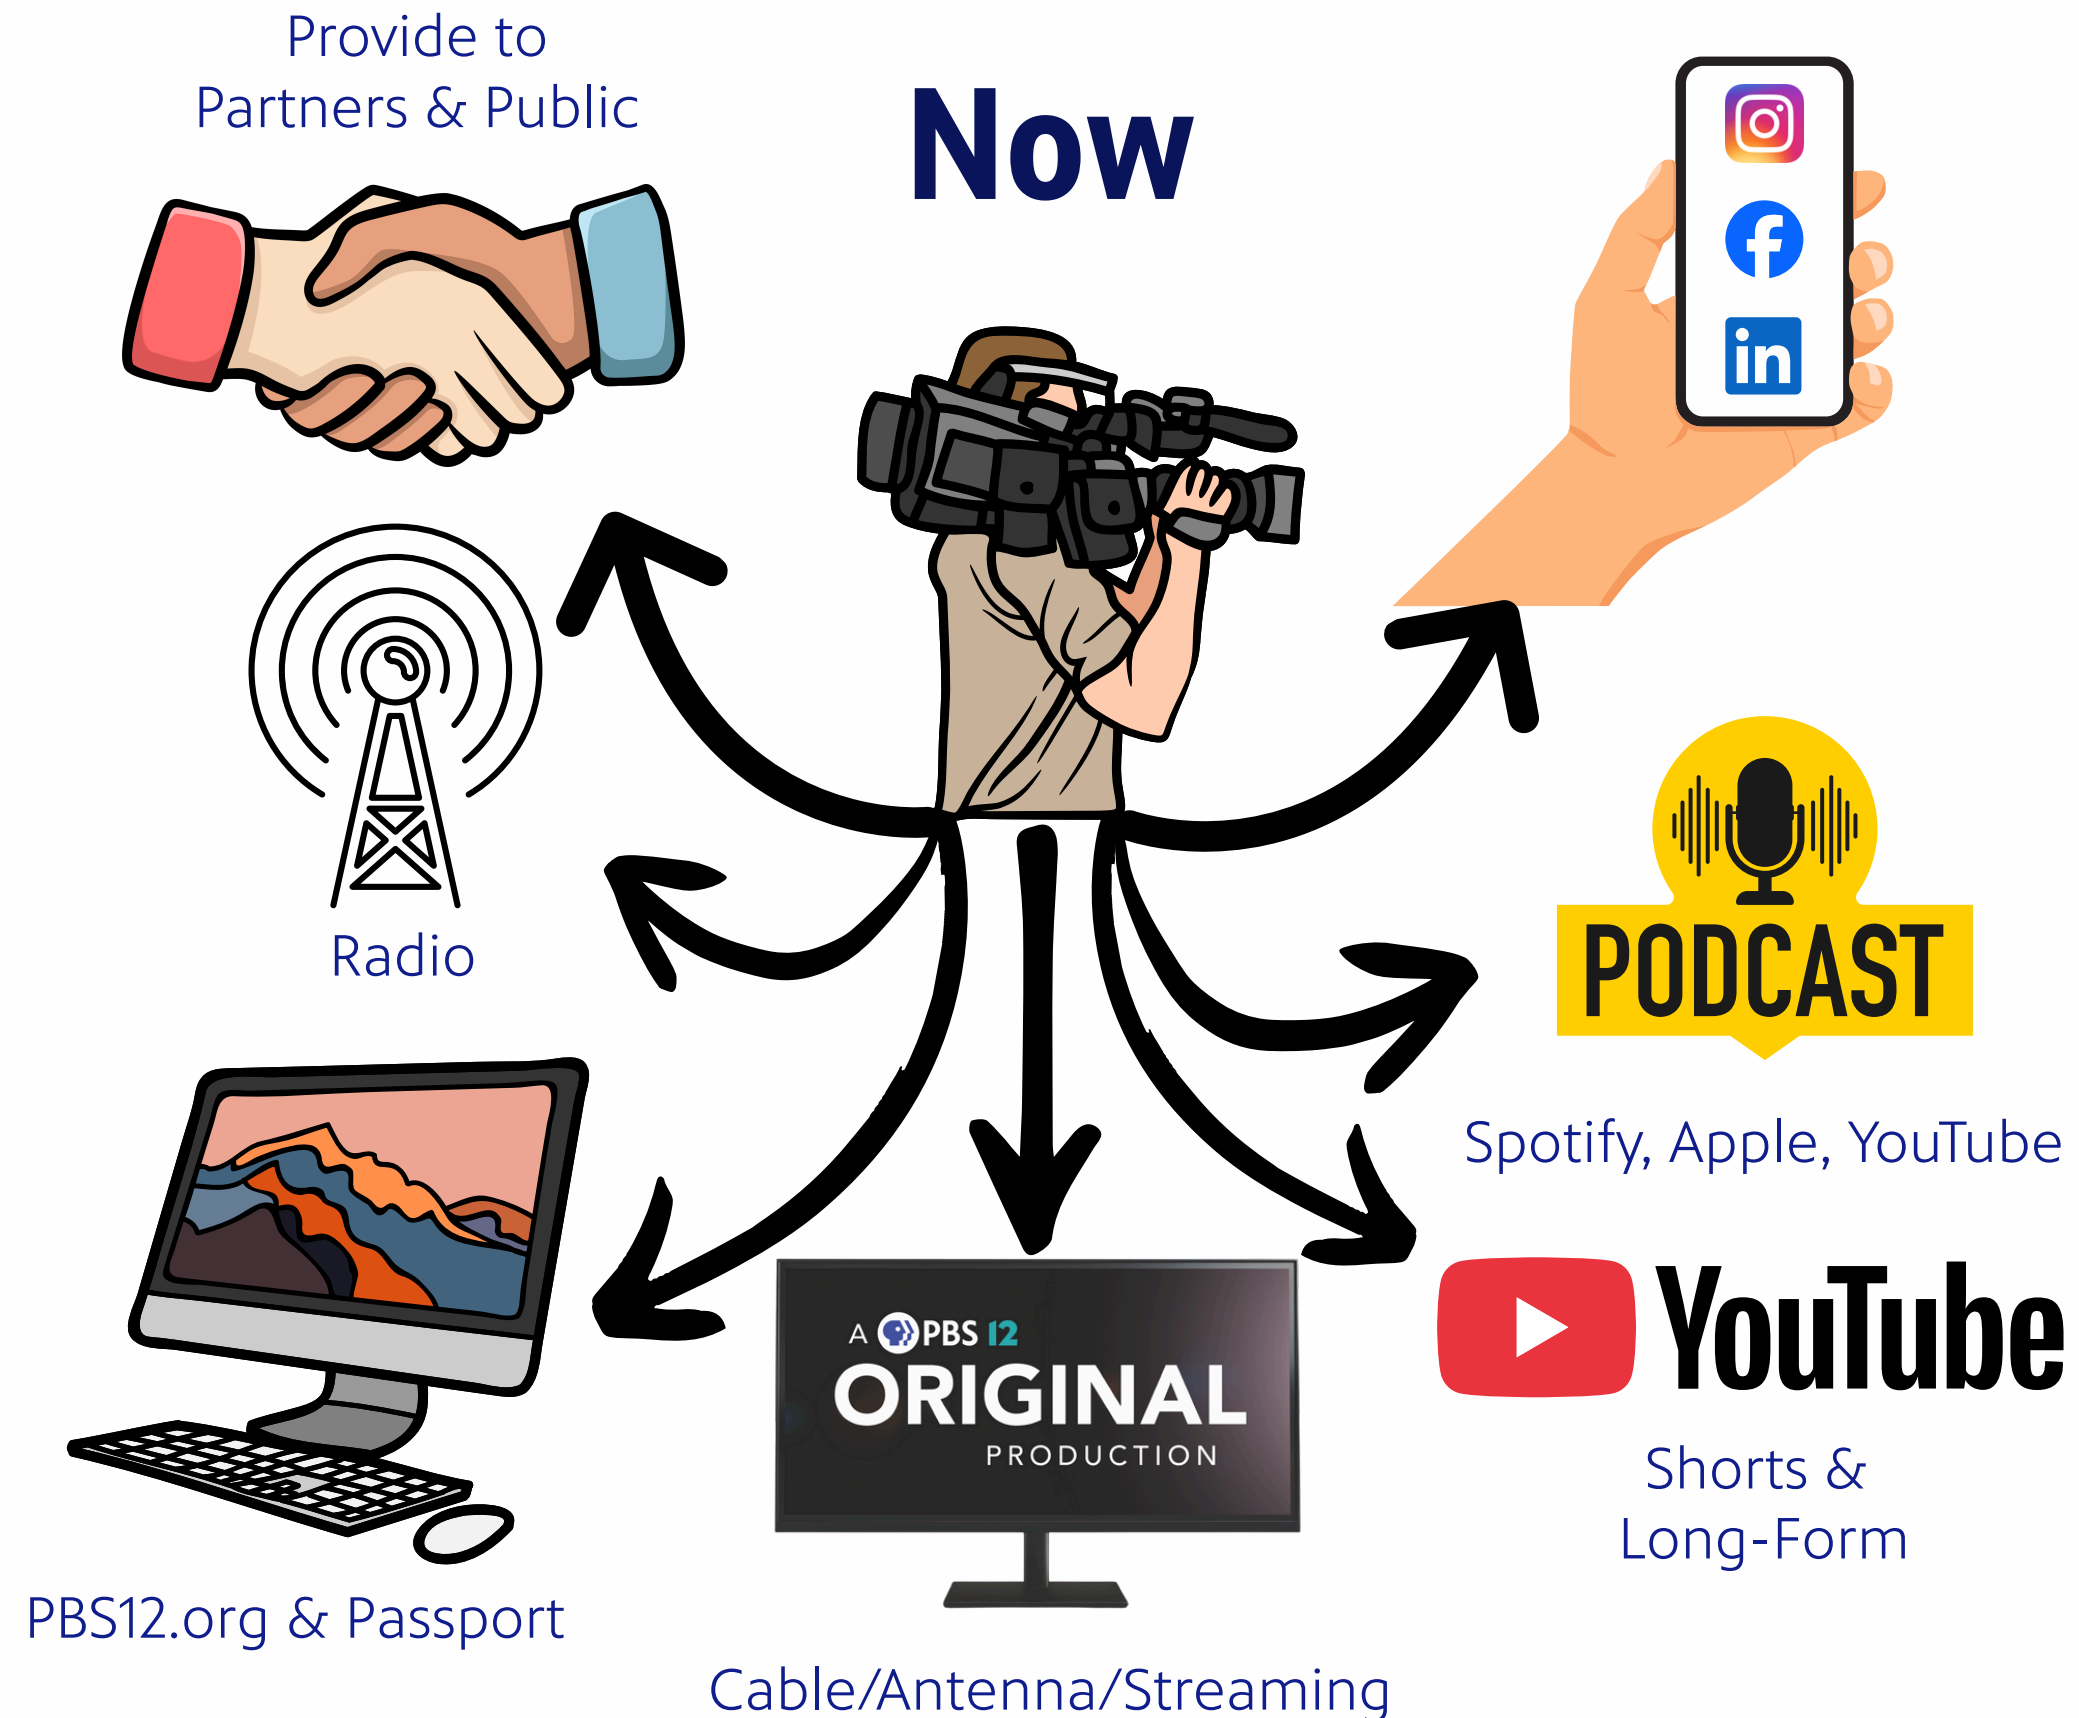 Provide to
Partners & Public
Now
in
Radio
PODCAST
Spotify, Apple, YouTube
YouTube
Shorts &
Long-Form
A PBS 12
ORIGINAL
PRODUCTION
PBS12.org & Passport
Cable/Antenna/Streaming